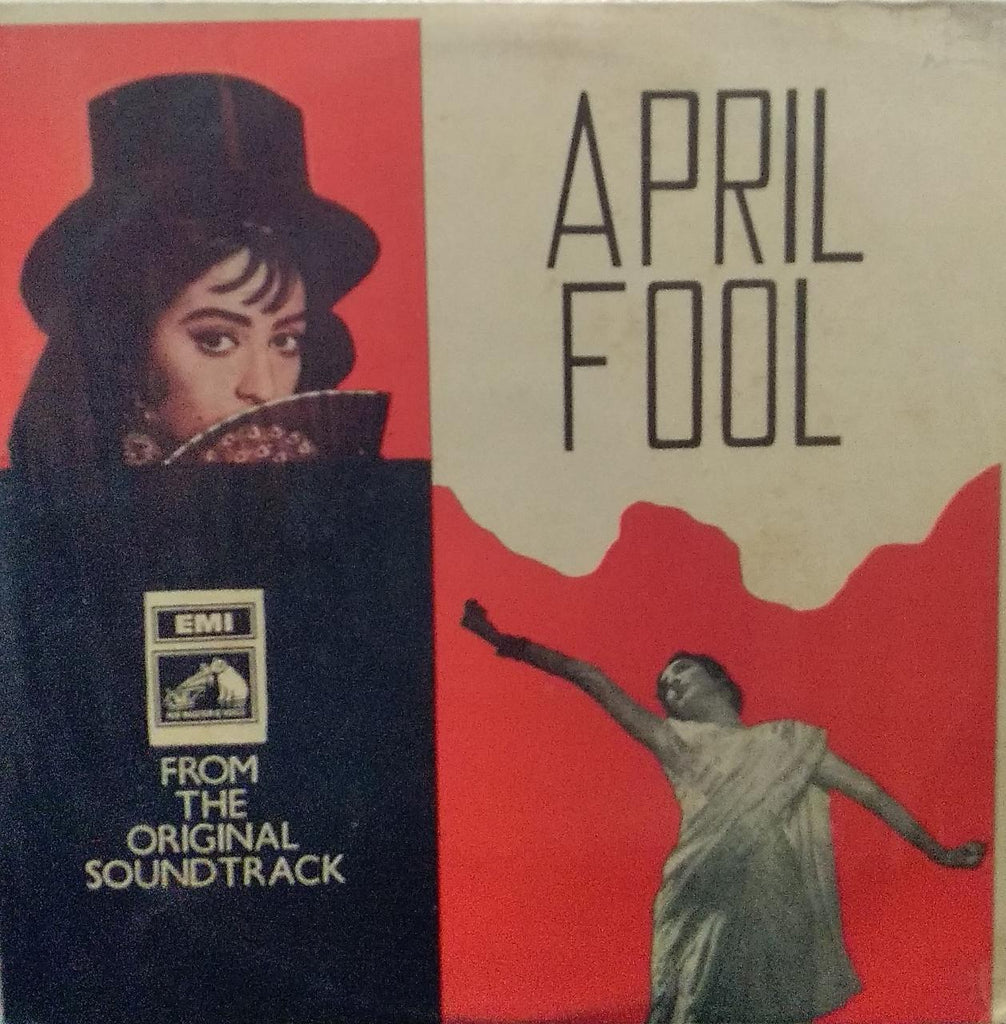 APRIL
FOOL
EMI
FROM
THE
ORIGINAL
SOUNDTRACK